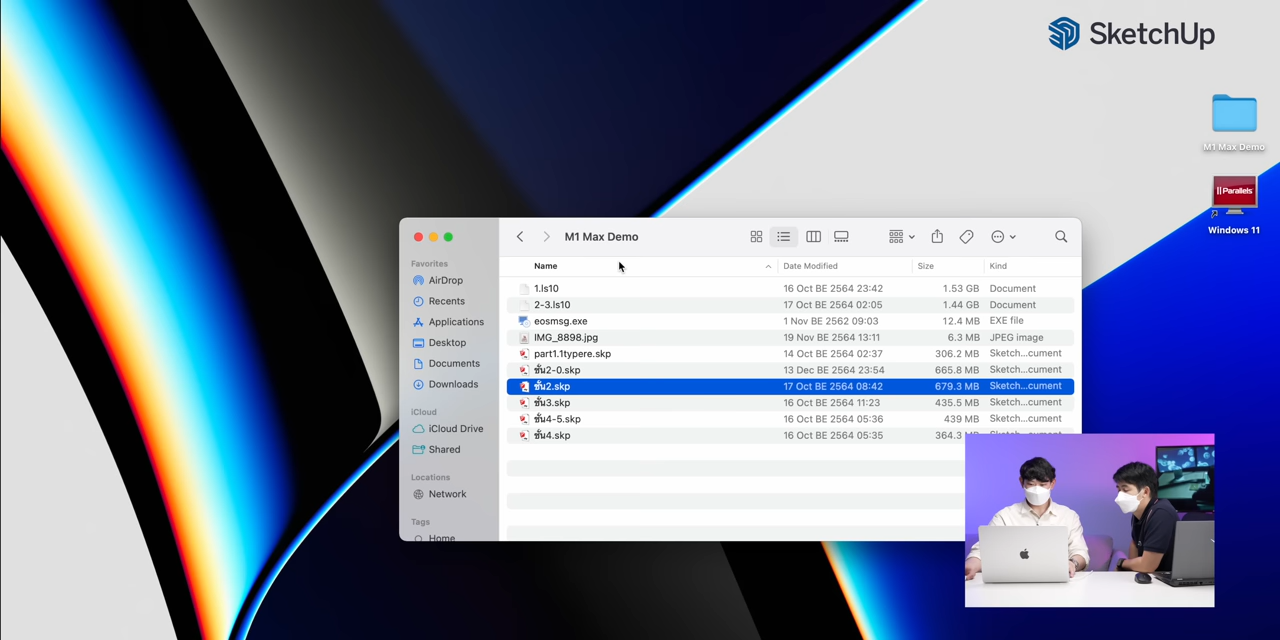 SketchUp
M1 Max Demo
Parallels
Windows 11
M1 Max Demo
Favorites
AirDrop
Recents
Applications
Desktop
Documents
Downloads
iCloud
iCloud Drive
Shared
Locations
Network
Tags
Home
Name Date Modified Size Kind
1.ls10 16 Oct BE 2564 23:42 1.53 GB Document
2-3.ls10 17 Oct BE 2564 02:05 1.44 GB Document
eosmsg.exe 1 Nov BE 2562 09:03 12.4 MB EXE file
IMG_8898.jpg 19 Nov BE 2564 13:11 6.3 MB JPEG image
part1.1typere.skp 14 Oct BE 2564 02:37 306.2 MB Sketch...cument
ชั้น2-0.skp 13 Dec BE 2564 23:54 665.8 MB Sketch...cument
ชั้น2.skp 17 Oct BE 2564 08:42 679.3 MB Sketch...cument
ชั้น3.skp 16 Oct BE 2564 11:23 435.5 MB Sketch...cument
ชั้น4-5.skp 16 Oct BE 2564 05:36 439 MB Sketch...cument
ชั้น4.skp 16 Oct BE 2564 05:35 364.3 MB Sketch...cument